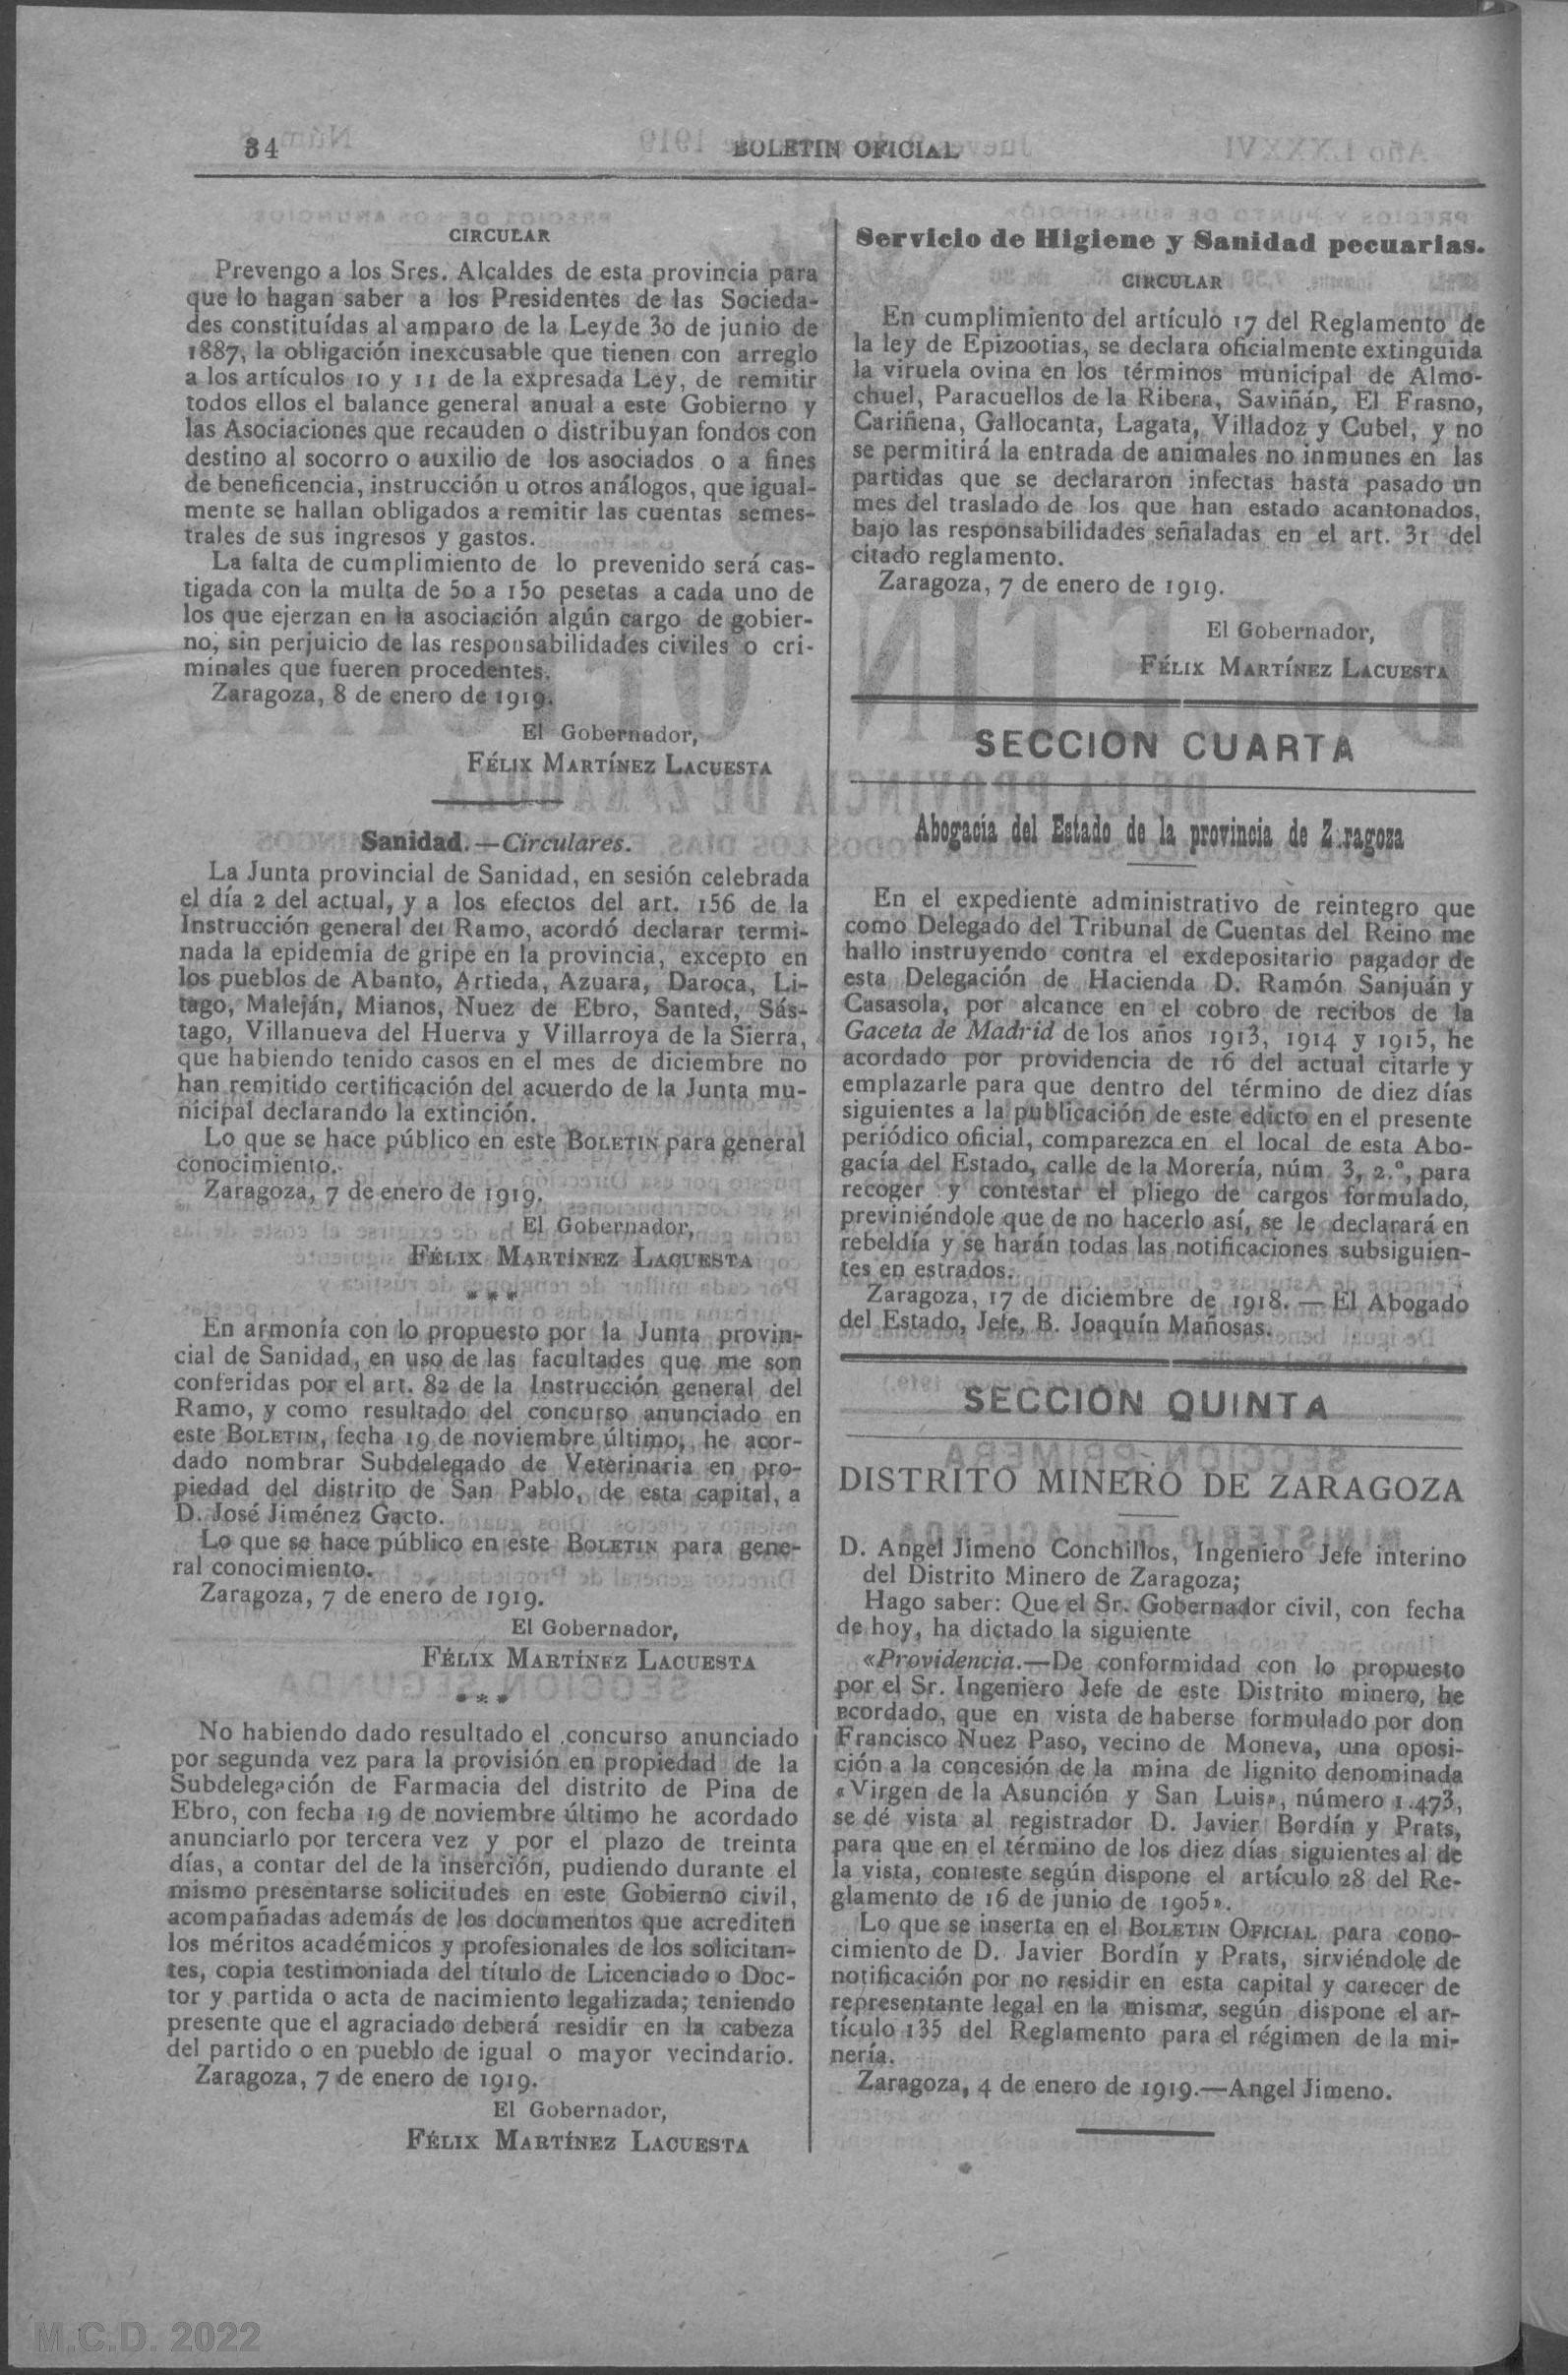 34
BOLETIN OFICIAL
CIRCULAR
Prevengo a los Sres. Alcaldes de esta provincia para
que lo hagan saber a los Presidentes de las Socieda-
des constituídas al amparo de la Leyde 30 de junio de
1887, la obligación inexcusable que tienen con arreglo
a los artículos 10 y 11 de la expresada Ley, de remitir
todos ellos el balance general anual a este Gobierno y
las Asociaciones que recauden o distribuyan fondos con
destino al socorro o auxilio de los asociados o a fines
de beneficencia, instrucción u otros análogos, que igual-
mente se hallan obligados a remitir las cuentas semes-
trales de sus ingresos y gastos.
La falta de cumplimiento de lo prevenido será cas-
tigada con la multa de 50 a 150 pesetas a cada uno de
los que ejerzan en la asociación algún cargo de gobier-
no, sin perjuicio de las responsabilidades civiles o cri-
minales que fueren procedentes.
Zaragoza, 8 de enero de 1919.
El Gobernador,
FÉLIX MARTÍNEZ LACUESTA
Sanidad.—Circulares.
La Junta provincial de Sanidad, en sesión celebrada
el día 2 del actual, y a los efectos del art. 156 de la
Instrucción general del Ramo, acordó declarar termi-
nada la epidemia de gripe en la provincia, excepto en
los pueblos de Abanto, Artieda, Azuara, Daroca, Li-
tago, Maleján, Mianos, Nuez de Ebro, Santed, Sás-
tago, Villanueva del Huerva y Villarroya de la Sierra,
que habiendo tenido casos en el mes de diciembre no
han remitido certificación del acuerdo de la Junta mu-
nicipal declarando la extinción.
Lo que se hace público en este BOLETIN para general
conocimiento.
Zaragoza, 7 de enero de 1919.
El Gobernador,
FÉLIX MARTÍNEZ LACUESTA
* * *
En armonía con lo propuesto por la Junta provin-
cial de Sanidad, en uso de las facultades que me son
conferidas por el art. 82 de la Instrucción general del
Ramo, y como resultado del concurso anunciado en
este BOLETIN, fecha 19 de noviembre último, he acor-
dado nombrar Subdelegado de Veterinaria en pro-
piedad del distrito de San Pablo, de esta capital, a
D. José Jiménez Gacto.
Lo que se hace público en este BOLETIN para gene-
ral conocimiento.
Zaragoza, 7 de enero de 1919.
El Gobernador,
FÉLIX MARTÍNEZ LACUESTA
* * *
No habiendo dado resultado el concurso anunciado
por segunda vez para la provisión en propiedad de la
Subdelegación de Farmacia del distrito de Pina de
Ebro, con fecha 19 de noviembre último he acordado
anunciarlo por tercera vez y por el plazo de treinta
días, a contar del de la inserción, pudiendo durante el
mismo presentarse solicitudes en este Gobierno civil,
acompañadas además de los documentos que acrediten
los méritos académicos y profesionales de los solicitan-
tes, copia testimoniada del título de Licenciado o Doc-
tor y partida o acta de nacimiento legalizada; teniendo
presente que el agraciado deberá residir en la cabeza
del partido o en pueblo de igual o mayor vecindario.
Zaragoza, 7 de enero de 1919.
El Gobernador,
FÉLIX MARTÍNEZ LACUESTA
Servicio de Higiene y Sanidad pecuarias.
CIRCULAR
En cumplimiento del artículo 17 del Reglamento de
la ley de Epizootias, se declara oficialmente extinguida
la viruela ovina en los términos municipal de Almo-
chuel, Paracuellos de la Ribera, Saviñán, El Frasno,
Cariñena, Gallocanta, Lagata, Villadoz y Cubel, y no
se permitirá la entrada de animales no inmunes en las
partidas que se declararon infectas hasta pasado un
mes del traslado de los que han estado acantonados,
bajo las responsabilidades señaladas en el art. 31 del
citado reglamento.
Zaragoza, 7 de enero de 1919.
El Gobernador,
FÉLIX MARTÍNEZ LACUESTA
SECCION CUARTA
Abogacía del Estado de la provincia de Z ragoza
En el expediente administrativo de reintegro que
como Delegado del Tribunal de Cuentas del Reino me
hallo instruyendo contra el exdepositario pagador de
esta Delegación de Hacienda D. Ramón Sanjuán y
Casasola, por alcance en el cobro de recibos de la
Gaceta de Madrid de los años 1913, 1914 y 1915, he
acordado por providencia de 16 del actual citarle y
emplazarle para que dentro del término de diez días
siguientes a la publicación de este edicto en el presente
periódico oficial, comparezca en el local de esta Abo-
gacía del Estado, calle de la Morería, núm. 3, 2.º, para
recoger y contestar el pliego de cargos formulado,
previniéndole que de no hacerlo así, se le declarará en
rebeldía y se harán todas las notificaciones subsiguien-
tes en estrados.
Zaragoza, 17 de diciembre de 1918. — El Abogado
del Estado, Jefe, B. Joaquín Mañosas.
SECCION QUINTA
DISTRITO MINERO DE ZARAGOZA
D. Angel Jimeno Conchillos, Ingeniero Jefe interino
del Distrito Minero de Zaragoza;
Hago saber: Que el Sr. Gobernador civil, con fecha
de hoy, ha dictado la siguiente
«Providencia.—De conformidad con lo propuesto
por el Sr. Ingeniero Jefe de este Distrito minero, he
acordado, que en vista de haberse formulado por don
Francisco Nuez Paso, vecino de Moneva, una oposi-
ción a la concesión de la mina de lignito denominada
«Virgen de la Asunción y San Luis», número 1.473,
se dé vista al registrador D. Javier Bordín y Prats,
para que en el término de los diez días siguientes al de
la vista, conteste según dispone el artículo 28 del Re-
glamento de 16 de junio de 1905».
Lo que se inserta en el BOLETIN OFICIAL para cono-
cimiento de D. Javier Bordín y Prats, sirviéndole de
notificación por no residir en esta capital y carecer de
representante legal en la misma, según dispone el ar-
tículo 135 del Reglamento para el régimen de la mi-
nería.
Zaragoza, 4 de enero de 1919.—Angel Jimeno.
M.C.D. 2022